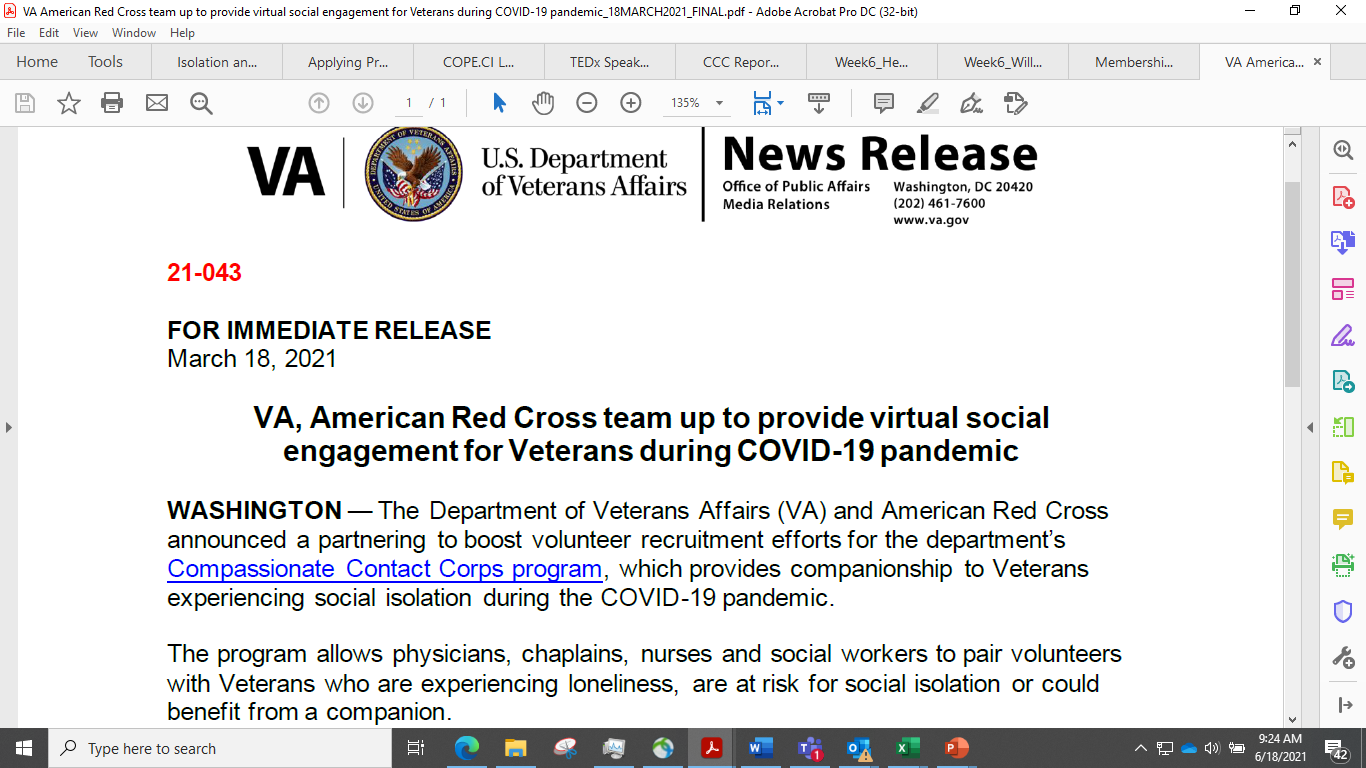 VA American Red Cross team up to provide virtual social engagement for Veterans during COVID-19 pandemic_18MARCH2021_FINAL.pdf - Adobe Acrobat Pro DC (32-bit)
File Edit View Window Help
Home Tools Isolation an... Applying Pr... COPE.CI L... TEDx Speak... CCC Repor... Week6_He... Week6_Will... Membershi... VA America...
1 / 1 135%
VA U.S. Department of Veterans Affairs
News Release
Office of Public Affairs
Media Relations
Washington, DC 20420
(202) 461-7600
www.va.gov
DEPARTMENT OF VETERANS AFFAIRS
UNITED STATES OF AMERICA
21-043
FOR IMMEDIATE RELEASE
March 18, 2021
VA, American Red Cross team up to provide virtual social
engagement for Veterans during COVID-19 pandemic
WASHINGTON — The Department of Veterans Affairs (VA) and American Red Cross
announced a partnering to boost volunteer recruitment efforts for the department's
Compassionate Contact Corps program, which provides companionship to Veterans
experiencing social isolation during the COVID-19 pandemic.
The program allows physicians, chaplains, nurses and social workers to pair volunteers
with Veterans who are experiencing loneliness, are at risk for social isolation or could
benefit from a companion.
Type here to search
1
9:24 AM
6/18/2021
42